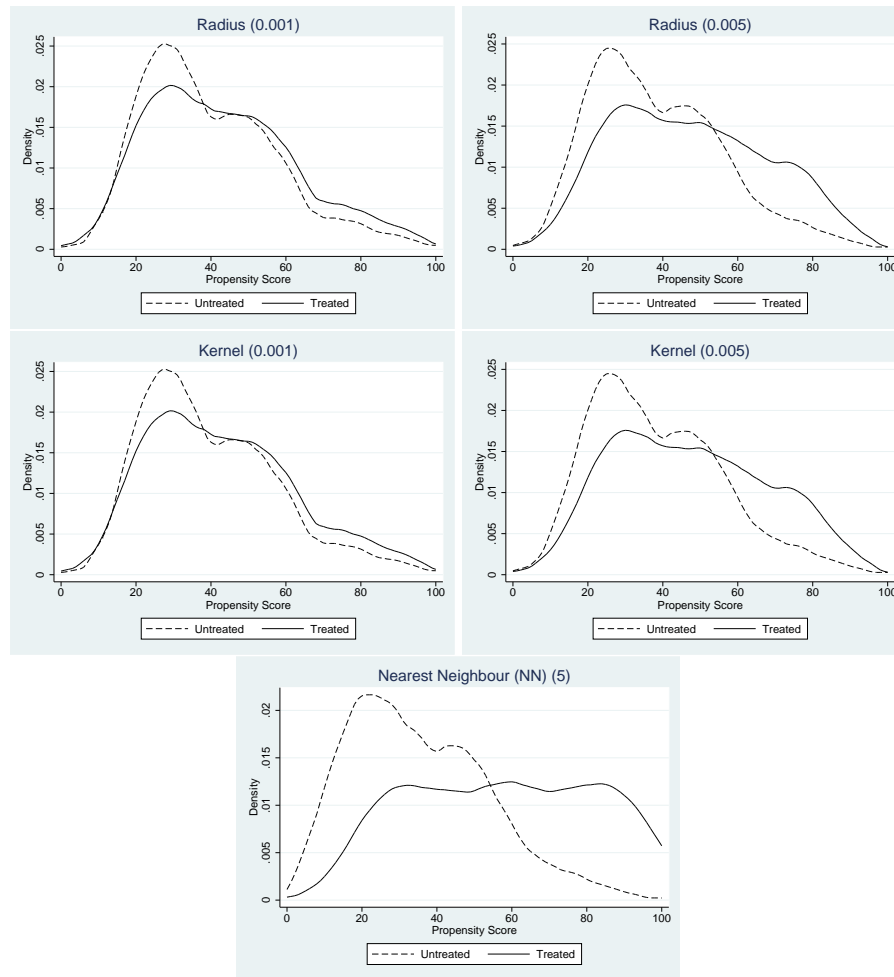 Radius (0.001)
.025
.02
.015
.01
.005
0
Density
0 20 40 60 80 100
Propensity Score
Untreated Treated
Radius (0.005)
.025
.02
.015
.01
.005
0
Density
0 20 40 60 80 100
Propensity Score
Untreated Treated
Kernel (0.001)
.025
.02
.015
.01
.005
0
Density
0 20 40 60 80 100
Propensity Score
Untreated Treated
Kernel (0.005)
.025
.02
.015
.01
.005
0
Density
0 20 40 60 80 100
Propensity Score
Untreated Treated
Nearest Neighbour (NN) (5)
.02
.015
.01
.005
0
Density
0 20 40 60 80 100
Propensity Score
Untreated Treated